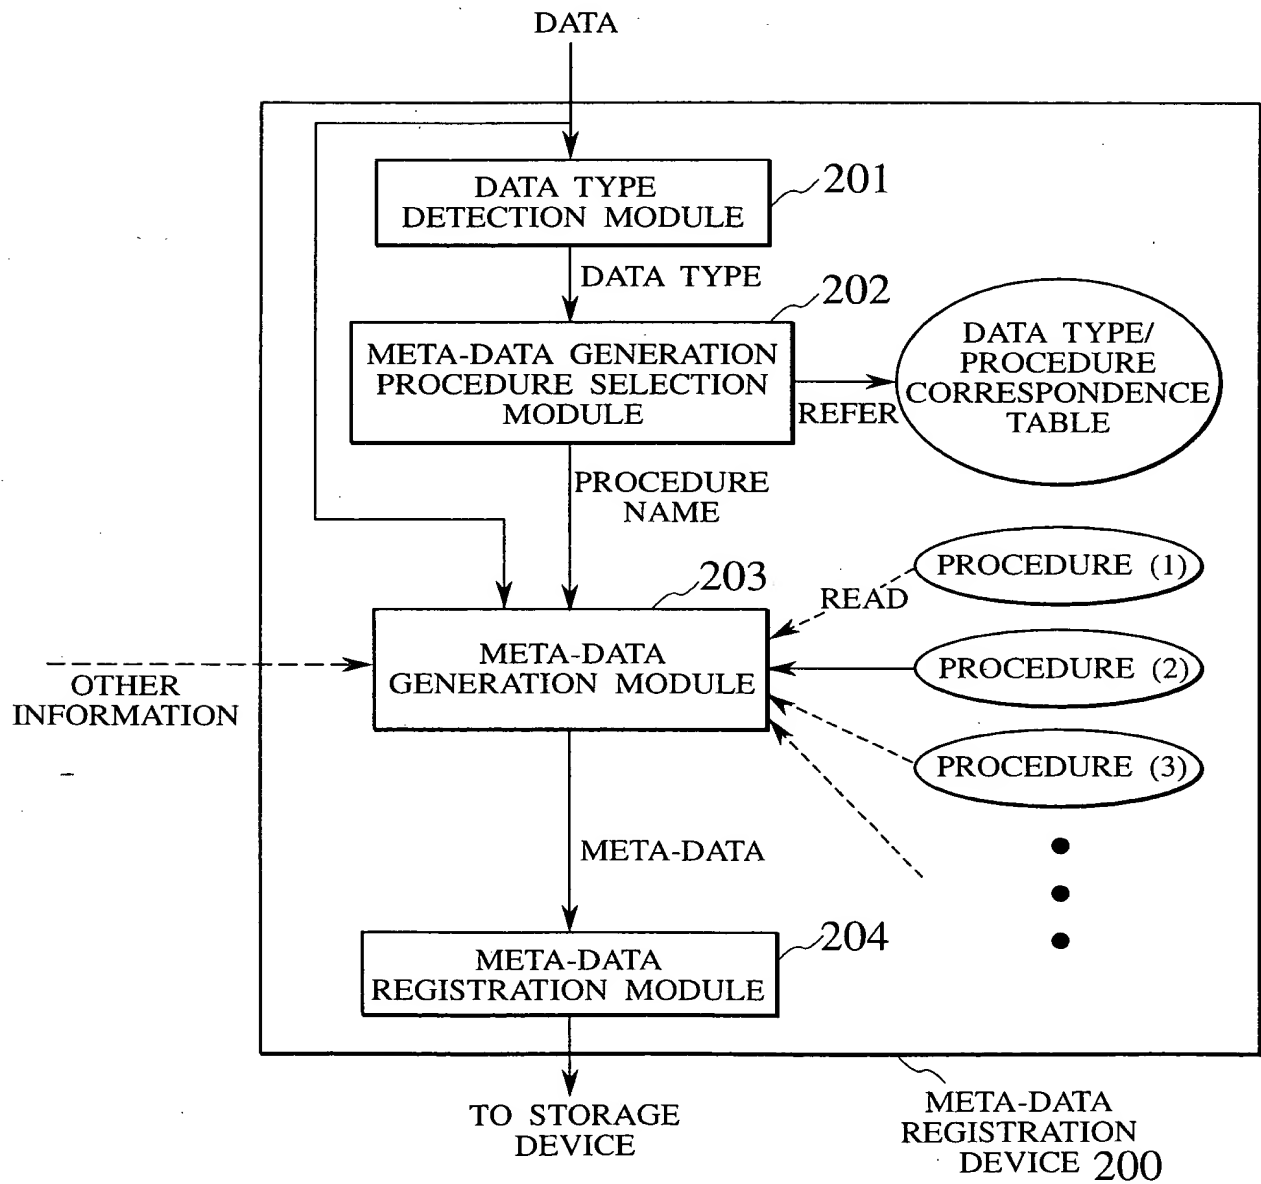 DATA
DATA TYPE
DETECTION MODULE
201
DATA TYPE
202
META-DATA GENERATION
PROCEDURE SELECTION
MODULE
REFER
DATA TYPE/
PROCEDURE
CORRESPONDENCE
TABLE
PROCEDURE
NAME
203
READ
PROCEDURE (1)
META-DATA
GENERATION MODULE
PROCEDURE (2)
OTHER
INFORMATION
PROCEDURE (3)
META-DATA
204
META-DATA
REGISTRATION MODULE
TO STORAGE
DEVICE
META-DATA
REGISTRATION
DEVICE 200